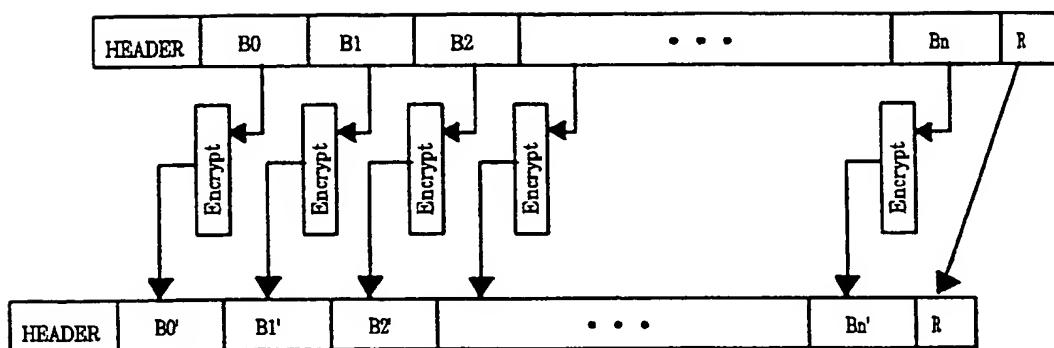 HEADER B0 B1 B2 • • • Bn R
Encrypt Encrypt Encrypt Encrypt Encrypt
HEADER B0' B1' B2' • • • Bn' R